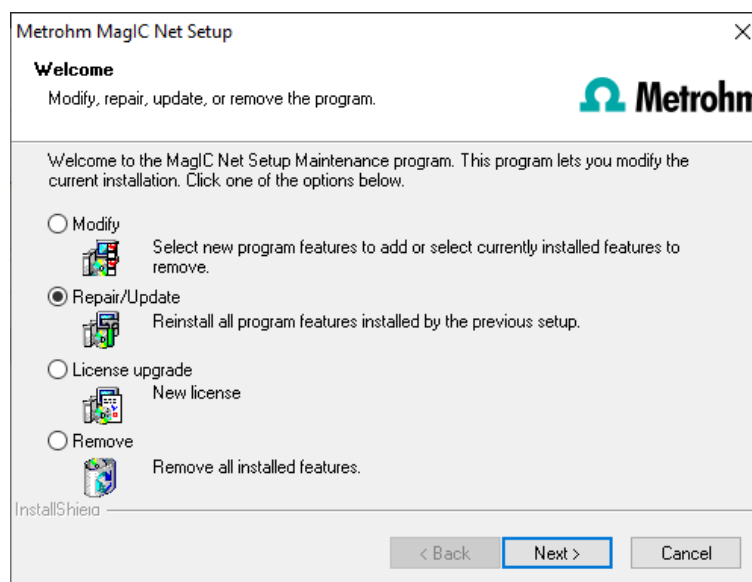 Metrohm MagIC Net Setup
Welcome
Modify, repair, update, or remove the program.
Metrohm
Welcome to the MagIC Net Setup Maintenance program. This program lets you modify the
current installation. Click one of the options below.
Modify
Select new program features to add or select currently installed features to
remove.
Repair/Update
Reinstall all program features installed by the previous setup.
License upgrade
New license
Remove
Remove all installed features.
InstallShield
< Back
Next >
Cancel